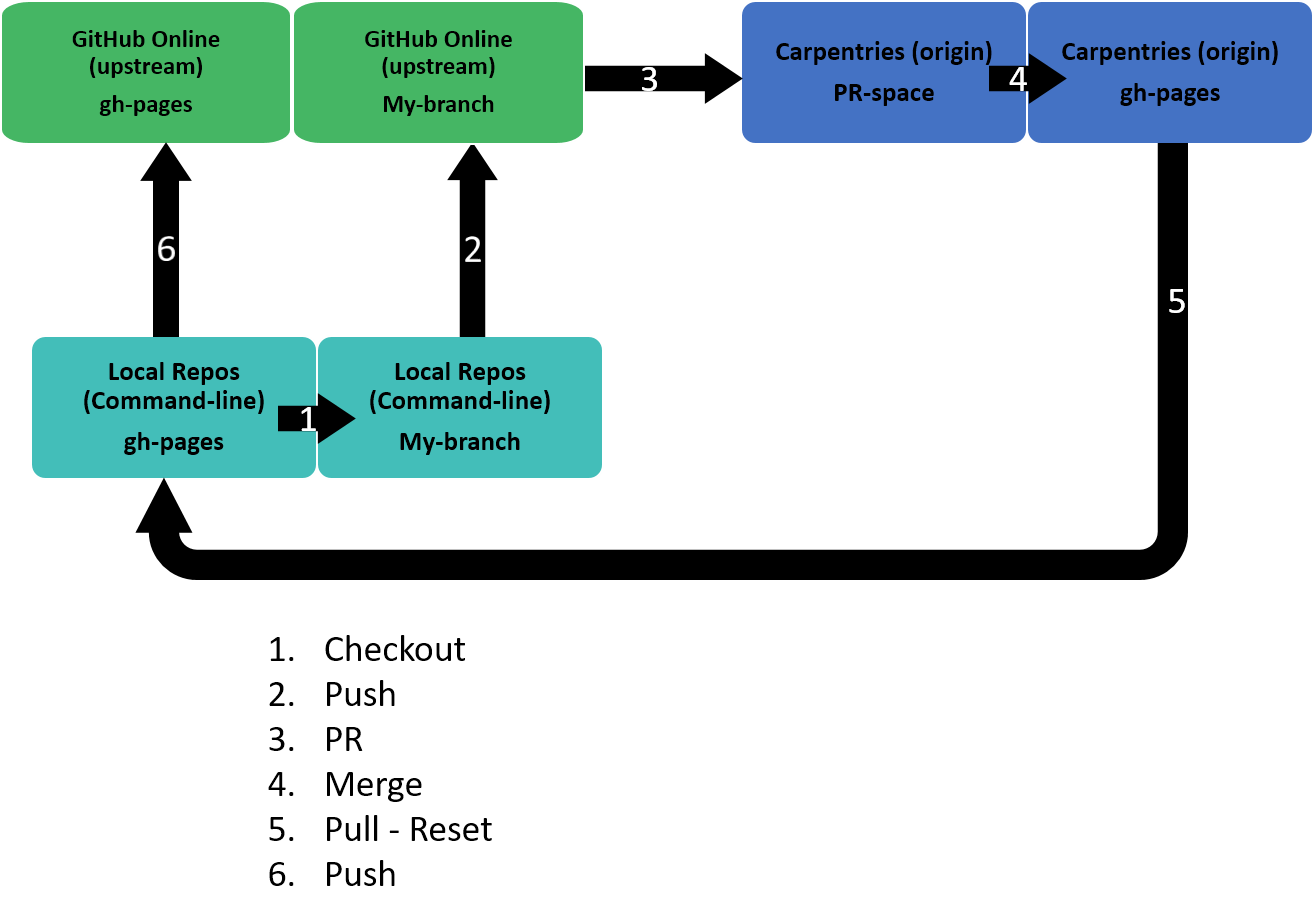 GitHub Online
(upstream)
gh-pages
GitHub Online
(upstream)
My-branch
3
Carpentries (origin)
PR-space
4
Carpentries (origin)
gh-pages
6
2
5
Local Repos
(Command-line)
gh-pages
1
Local Repos
(Command-line)
My-branch
1. Checkout
2. Push
3. PR
4. Merge
5. Pull - Reset
6. Push